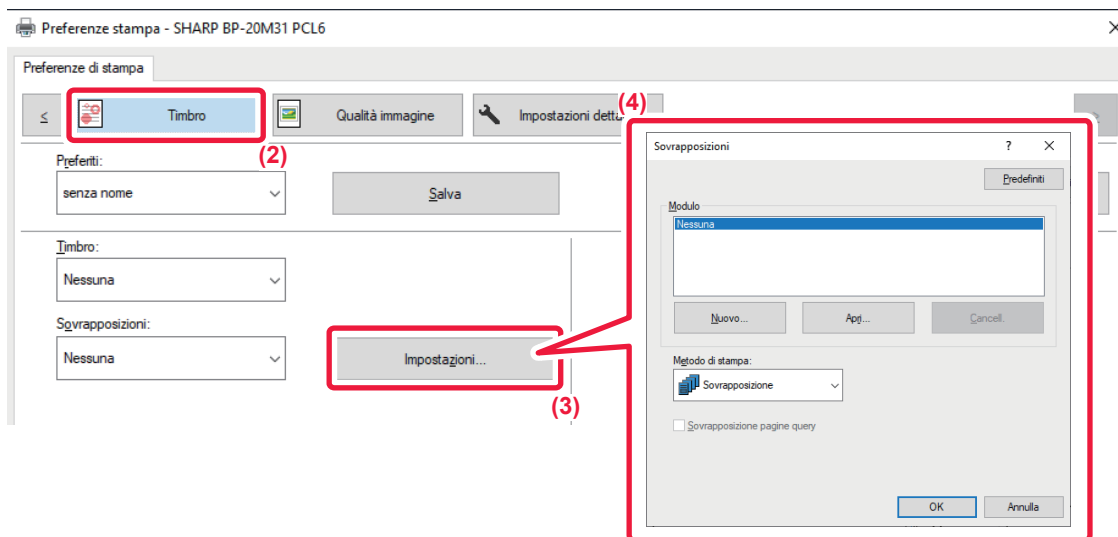 Preferenze stampa - SHARP BP-20M31 PCL6
Preferenze di stampa
Timbro
Qualità immagine
Impostazioni
(2)
(4)
Preferiti:
senza nome
Salva
Timbro:
Nessuna
Sovrapposizioni:
Nessuna
Impostazioni...
(3)
Sovrapposizioni
Predefiniti
Modulo
Nessuna
Nuovo...
Apri...
Cancell.
Metodo di stampa:
Sovrapposizione
Sovrapposizione pagine query
OK
Annulla